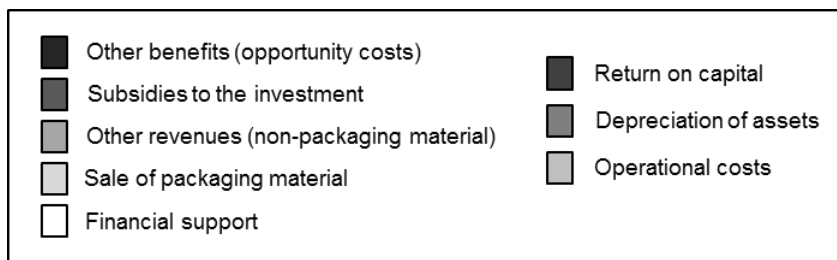 Other benefits (opportunity costs)
Subsidies to the investment
Other revenues (non-packaging material)
Sale of packaging material
Financial support
Return on capital
Depreciation of assets
Operational costs